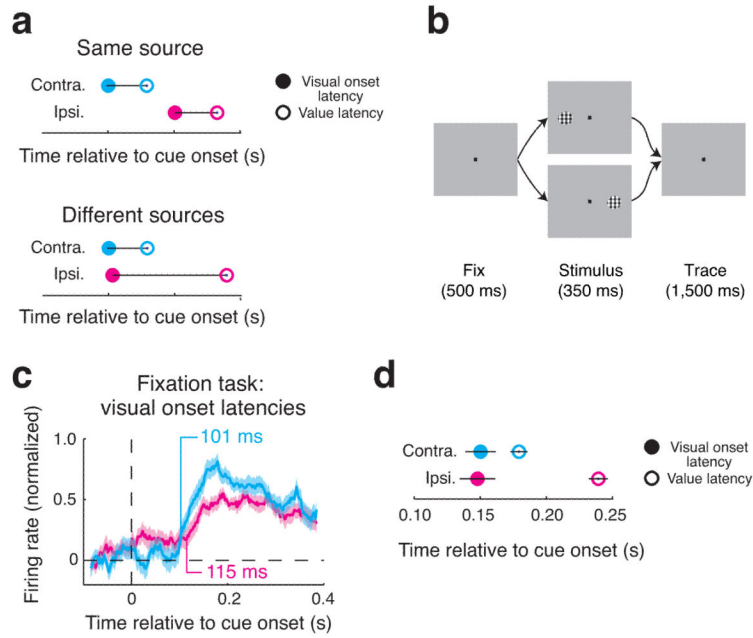 a
Same source
Contra.
Ipsi.
Visual onset
latency
Value latency
Time relative to cue onset (s)
Different sources
Contra.
Ipsi.
Time relative to cue onset (s)
b
Fix
(500 ms)
Stimulus
(350 ms)
Trace
(1,500 ms)
c
Fixation task:
visual onset latencies
Firing rate (normalized)
1.0
0.5
0
101 ms
115 ms
0
0.2
0.4
Time relative to cue onset (s)
d
Contra.
Ipsi.
Visual onset
latency
Value latency
0.10
0.15
0.20
0.25
Time relative to cue onset (s)